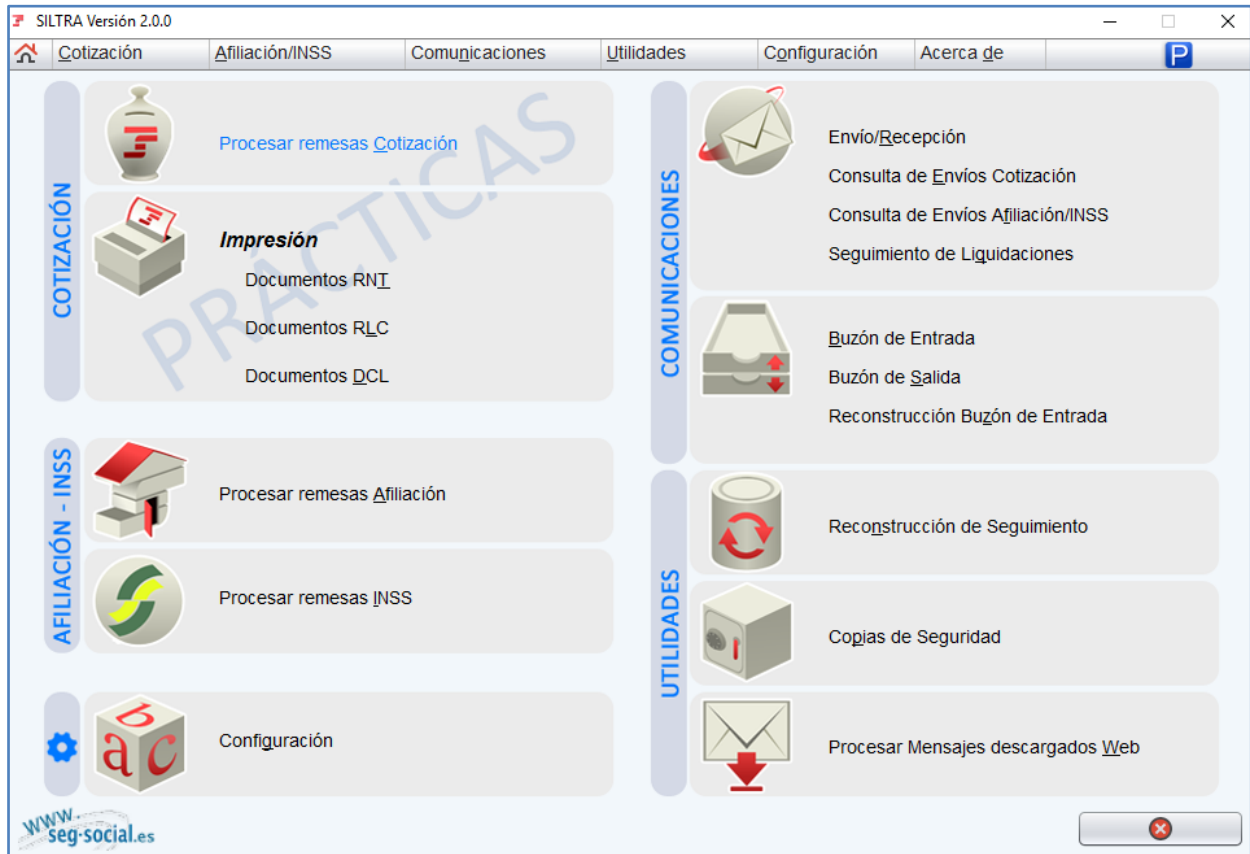 SILTRA Versión 2.0.0
Cotización
Afiliación/INSS
Comunicaciones
Utilidades
Configuración
Acerca de
P
COTIZACIÓN
Procesar remesas Cotización
PRÁCTICAS
Impresión
Documentos RNT
Documentos RLC
Documentos DCL
AFILIACIÓN - INSS
Procesar remesas Afiliación
Procesar remesas INSS
a b c
Configuración
www.
seg-social.es
COMUNICACIONES
Envío/Recepción
Consulta de Envíos Cotización
Consulta de Envíos Afiliación/INSS
Seguimiento de Liquidaciones
Buzón de Entrada
Buzón de Salida
Reconstrucción Buzón de Entrada
UTILIDADES
Reconstrucción de Seguimiento
Copias de Seguridad
Procesar Mensajes descargados Web